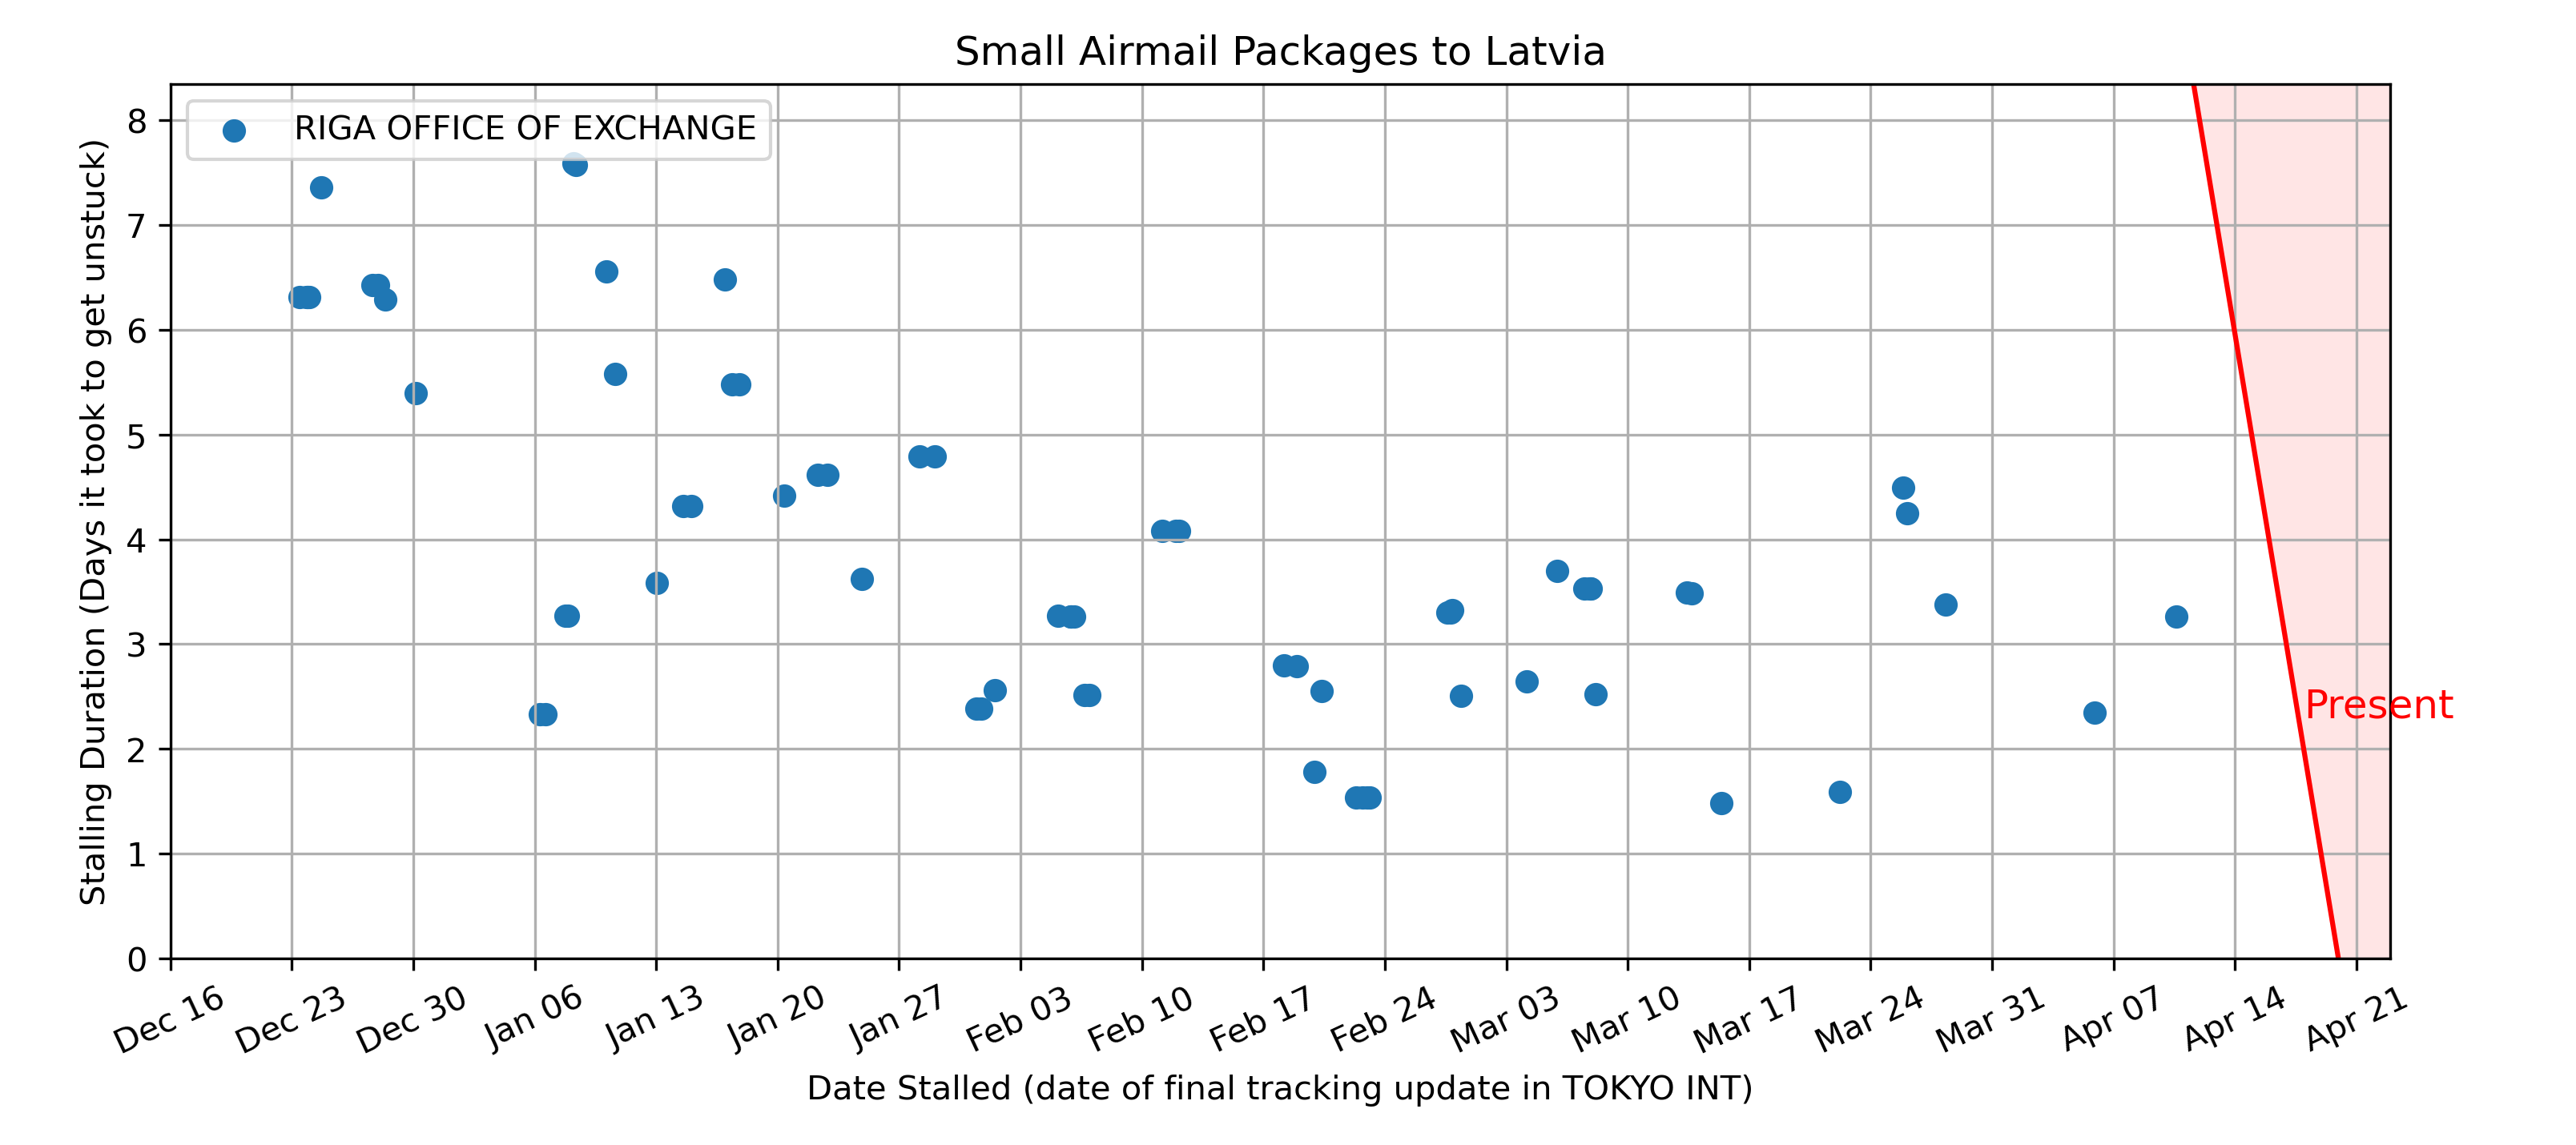 Small Airmail Packages to Latvia
RIGA OFFICE OF EXCHANGE
Stalling Duration (Days it took to get unstuck)
8
7
6
5
4
3
2
1
0
Present
Dec 16
Dec 23
Dec 30
Jan 06
Jan 13
Jan 20
Jan 27
Feb 03
Feb 10
Feb 17
Feb 24
Mar 03
Mar 10
Mar 17
Mar 24
Mar 31
Apr 07
Apr 14
Apr 21
Date Stalled (date of final tracking update in TOKYO INT)